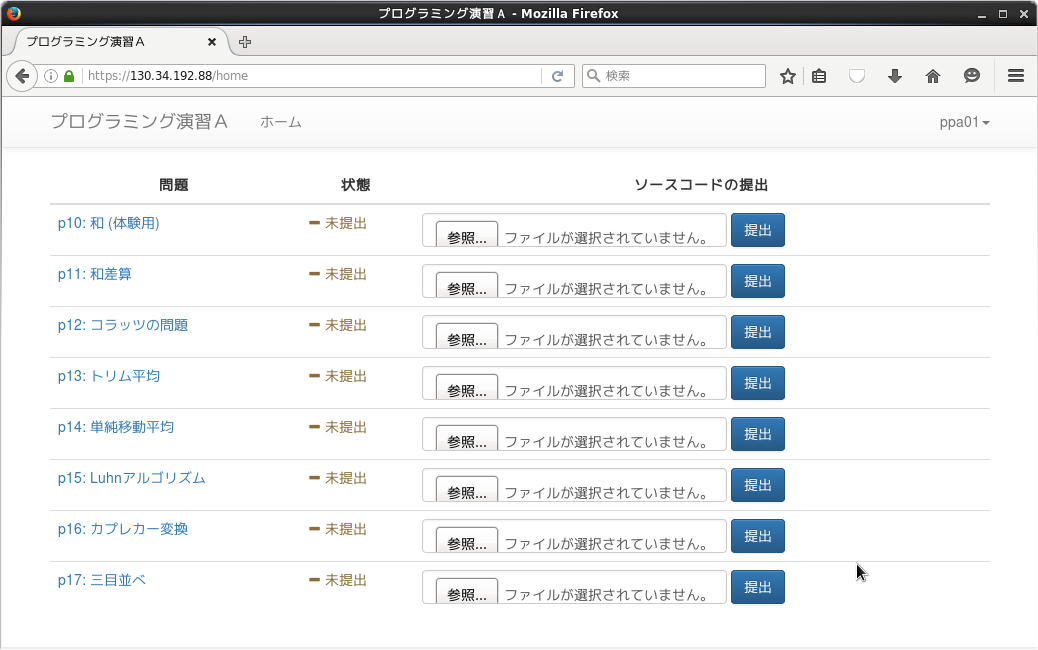 プログラミング演習A - Mozilla Firefox
プログラミング演習A
https://130.34.192.88/home
検索
プログラミング演習A ホーム ppa01
問題 状態 ソースコードの提出
p10: 和 (体験用) 未提出 参照... ファイルが選択されていません。 提出
p11: 和差算 未提出 参照... ファイルが選択されていません。 提出
p12: コラッツの問題 未提出 参照... ファイルが選択されていません。 提出
p13: トリム平均 未提出 参照... ファイルが選択されていません。 提出
p14: 単純移動平均 未提出 参照... ファイルが選択されていません。 提出
p15: Luhnアルゴリズム 未提出 参照... ファイルが選択されていません。 提出
p16: カプレカー変換 未提出 参照... ファイルが選択されていません。 提出
p17: 三目並べ 未提出 参照... ファイルが選択されていません。 提出